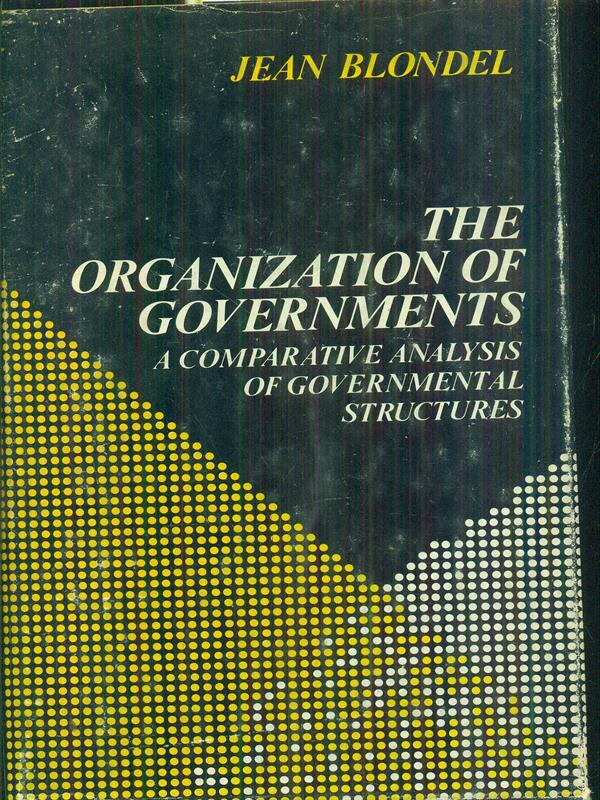 JEAN BLONDEL
THE
ORGANIZATION OF
GOVERNMENTS
A COMPARATIVE ANALYSIS
OF GOVERNMENTAL
STRUCTURES